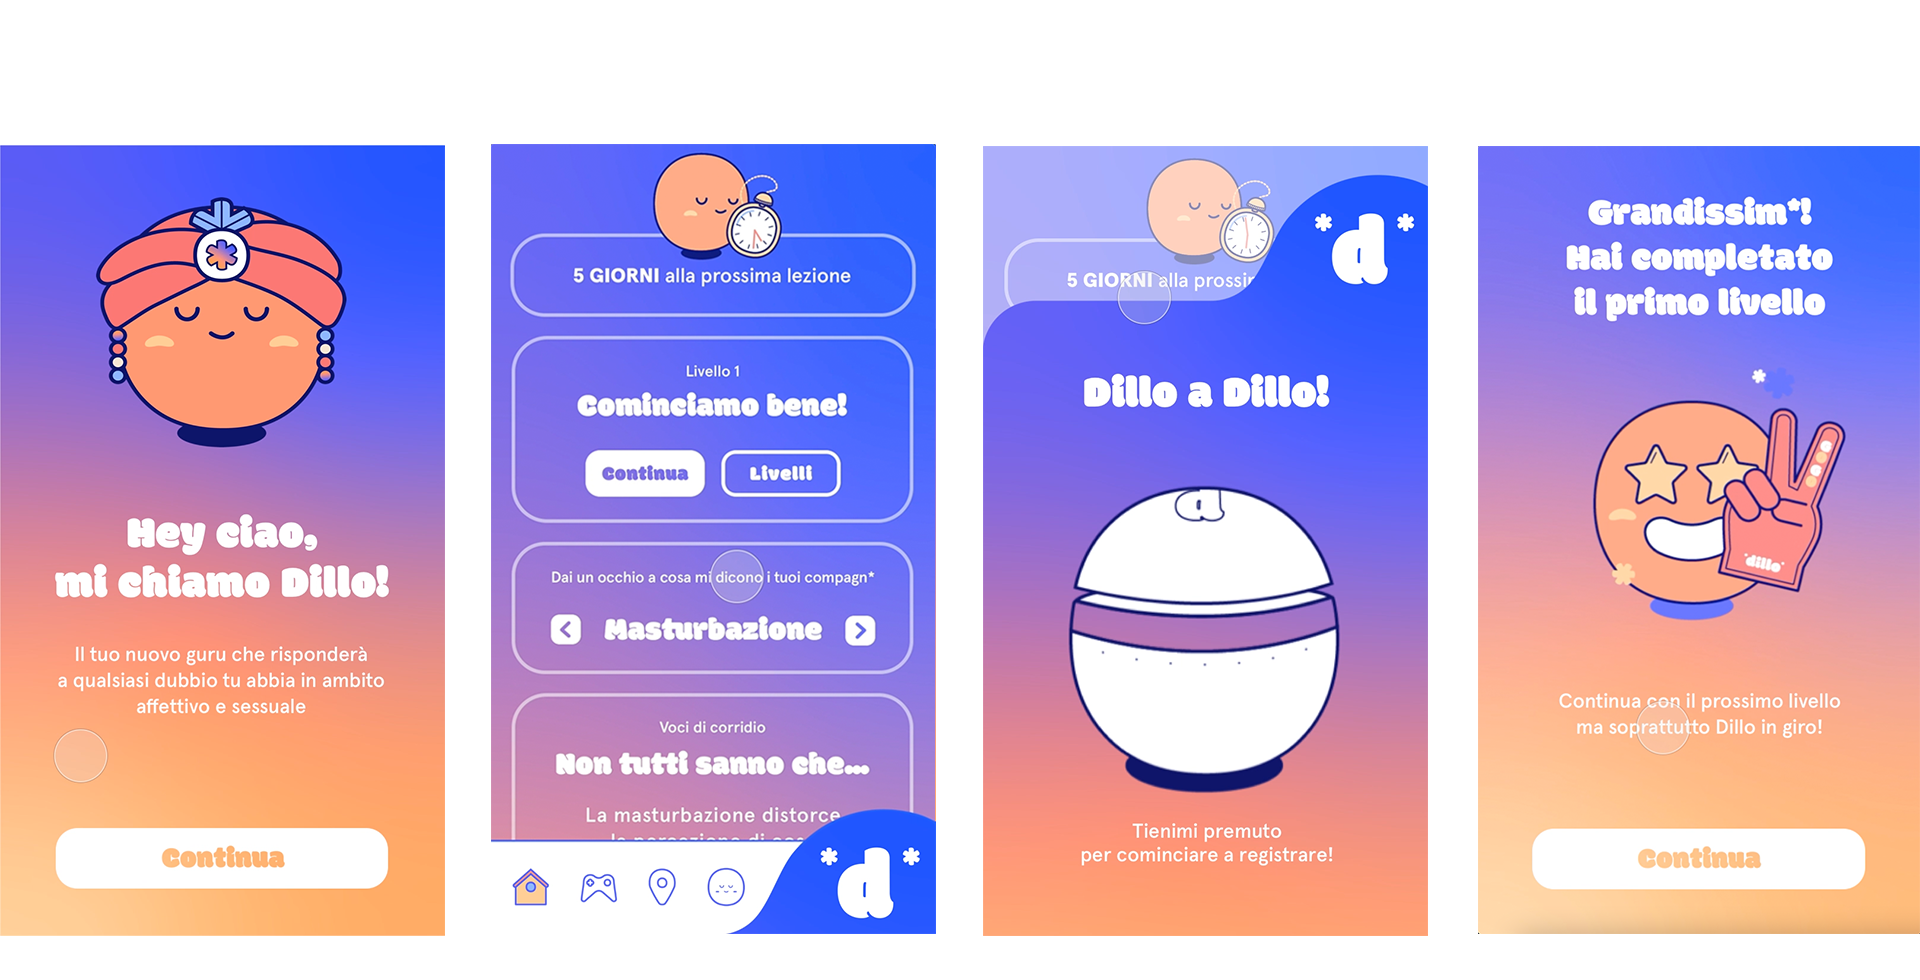 Hey ciao,
mi chiamo Dillo!
Il tuo nuovo guru che risponderà
a qualsiasi dubbio tu abbia in ambito
affettivo e sessuale
Continua
5 GIORNI alla prossima lezione
Livello 1
Cominciamo bene!
Continua
Livelli
Dai un occhio a cosa mi dicono i tuoi compagn*
Masturbazione
Voci di corridio
Non tutti sanno che...
La masturbazione distorce
*d*
5 GIORNI alla prossi
*d*
Dillo a Dillo!
d
Tienimi premuto
per cominciare a registrare!
Grandissim*!
Hai completato
il primo livello
*dillo*
Continua con il prossimo livello
ma soprattutto Dillo in giro!
Continua